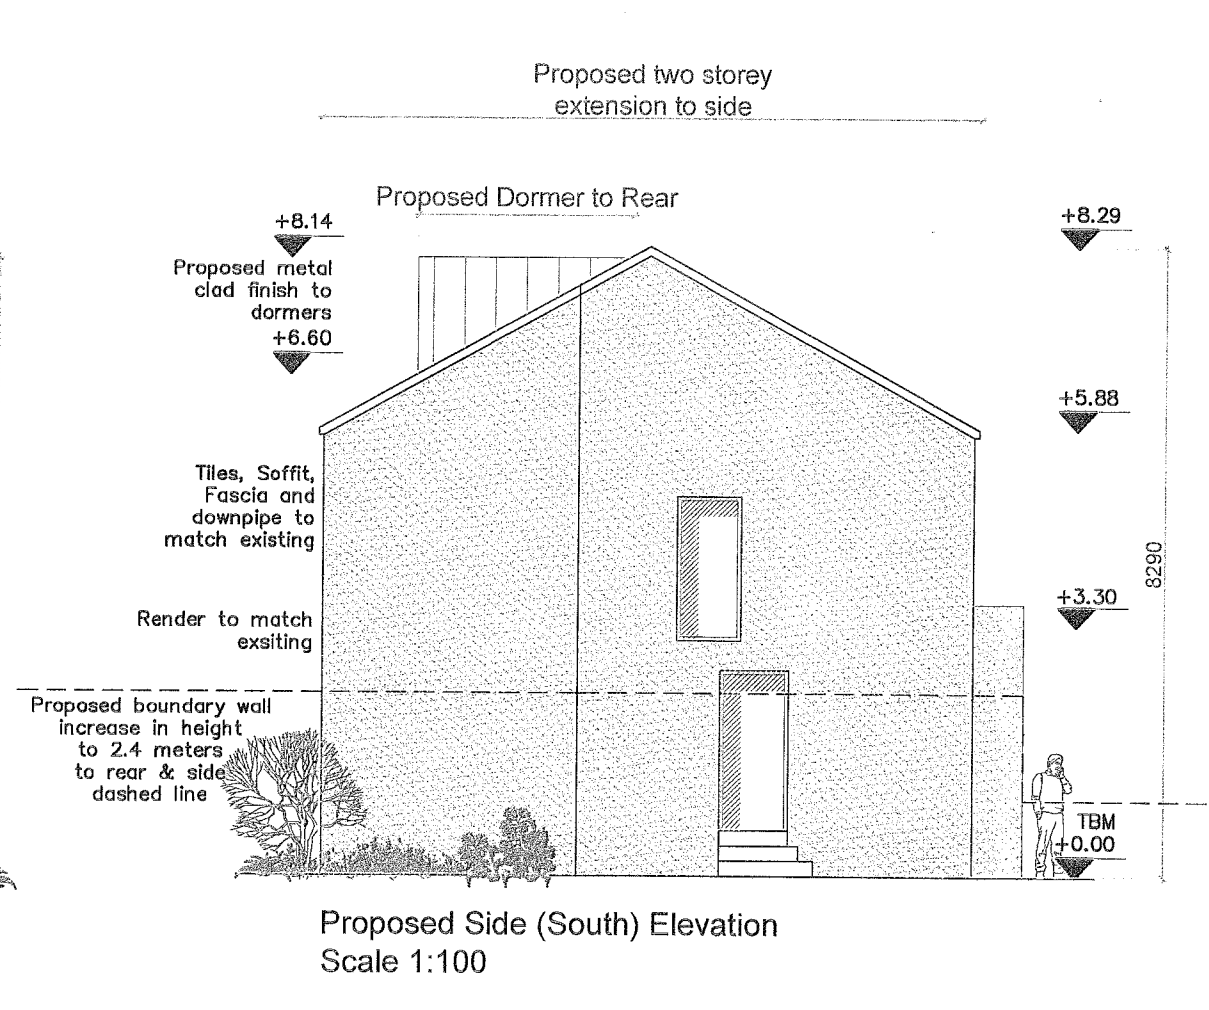 Proposed two storey
extension to side
Proposed Dormer to Rear
+8.14
+8.29
Proposed metal
clad finish to
dormers
+6.60
+5.88
Tiles, Soffit,
Fascia and
downpipe to
match existing
8290
+3.30
Render to match
exsiting
Proposed boundary wall
increase in height
to 2.4 meters
to rear & side
dashed line
TBM
+0.00
Proposed Side (South) Elevation
Scale 1:100